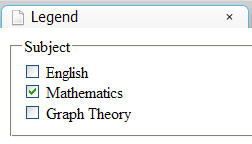 Legend
Subject
English
Mathematics
Graph Theory